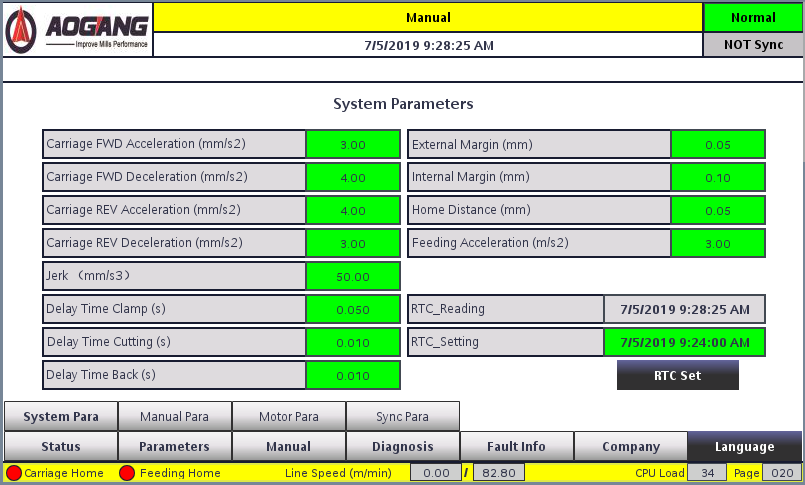 AOGANG
Improve Mills Performance
Manual
Normal
7/5/2019 9:28:25 AM
NOT Sync
System Parameters
Carriage FWD Acceleration (mm/s2) 3.00
External Margin (mm) 0.05
Carriage FWD Deceleration (mm/s2) 4.00
Internal Margin (mm) 0.10
Carriage REV Acceleration (mm/s2) 4.00
Home Distance (mm) 0.05
Carriage REV Deceleration (mm/s2) 3.00
Feeding Acceleration (m/s2) 3.00
Jerk （mm/s3） 50.00
Delay Time Clamp (s) 0.050
RTC_Reading 7/5/2019 9:28:25 AM
Delay Time Cutting (s) 0.010
RTC_Setting 7/5/2019 9:24:00 AM
Delay Time Back (s) 0.010
RTC Set
System Para Manual Para Motor Para Sync Para
Status Parameters Manual Diagnosis Fault Info Company Language
Carriage Home Feeding Home Line Speed (m/min) 0.00 / 82.80 CPU Load 34 Page 020